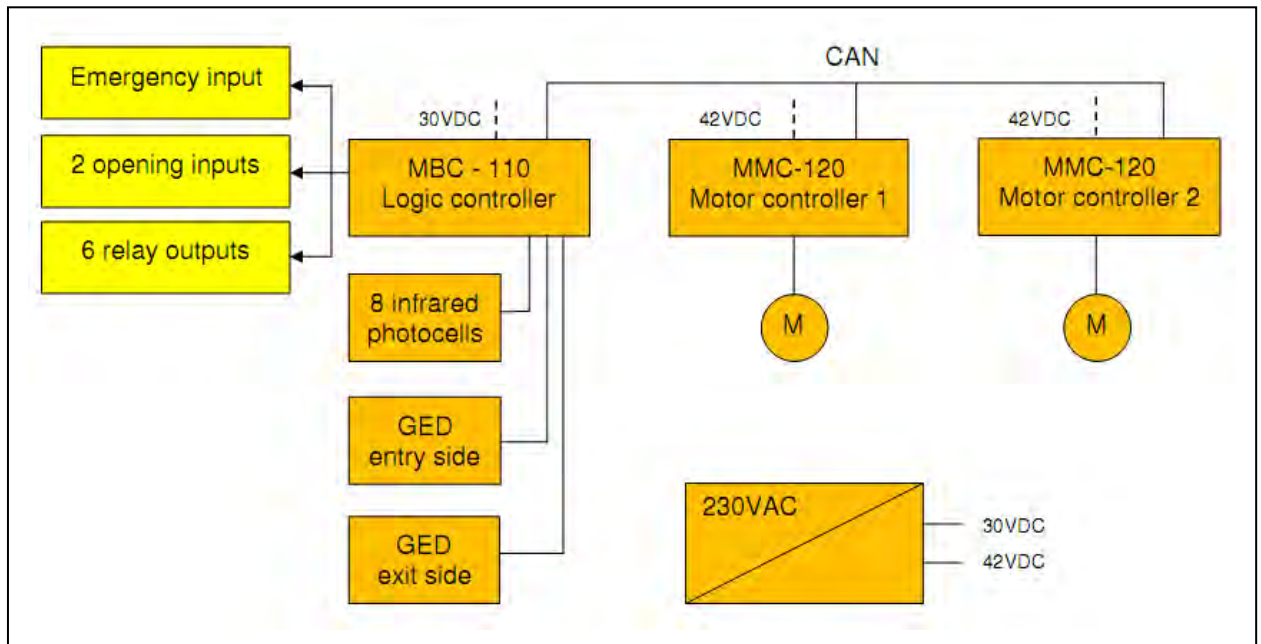 CAN
Emergency input
30VDC
42VDC
42VDC
2 opening inputs
MBC - 110
Logic controller
MMC-120
Motor controller 1
MMC-120
Motor controller 2
6 relay outputs
8 infrared
photocells
M
M
GED
entry side
230VAC
30VDC
42VDC
GED
exit side